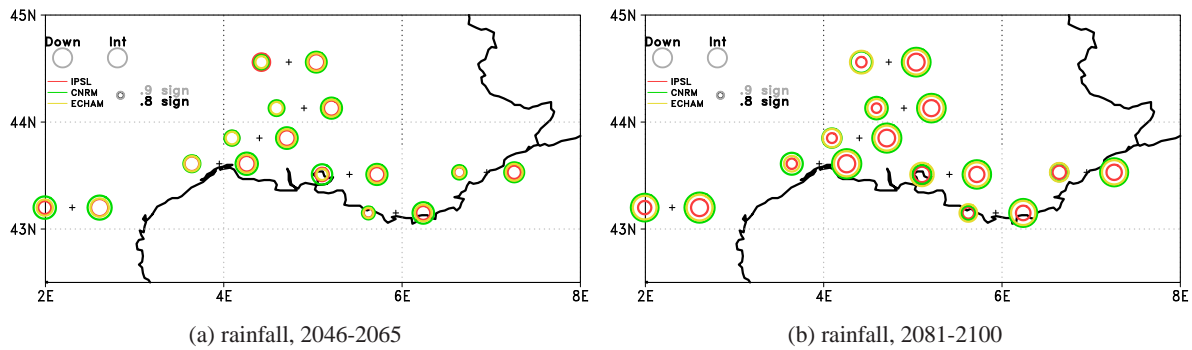 45N
Down Int
IPSL
CNRM
ECHAM
.9 sign
.8 sign
44N
43N
2E 4E 6E 8E
(a) rainfall, 2046-2065
45N
Down Int
IPSL
CNRM
ECHAM
.9 sign
.8 sign
44N
43N
2E 4E 6E 8E
(b) rainfall, 2081-2100